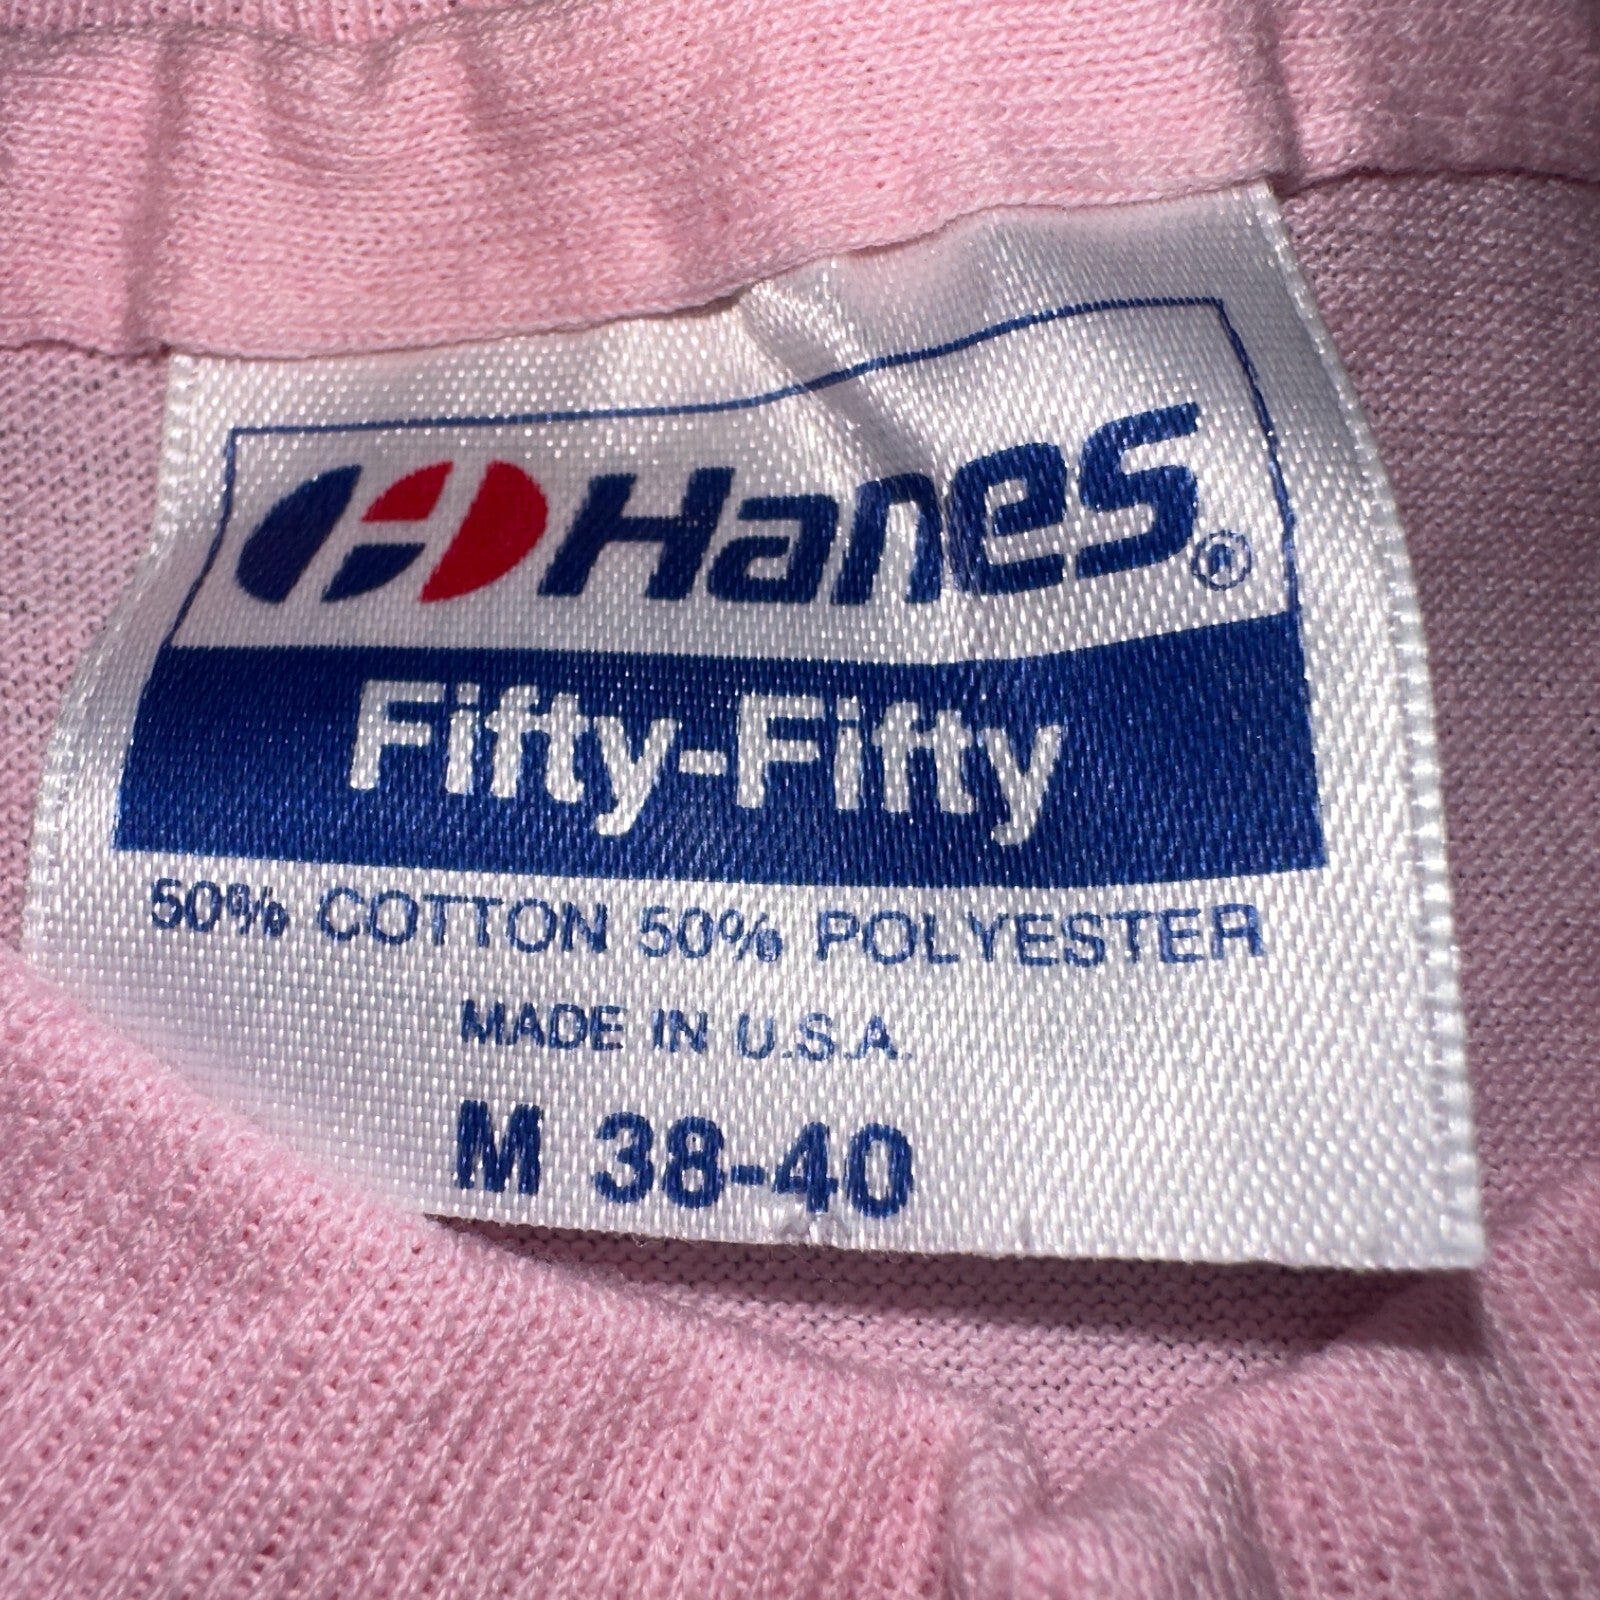 Hanes®
Fifty-Fifty
50% COTTON 50% POLYESTER
MADE IN U.S.A.
M 38-40